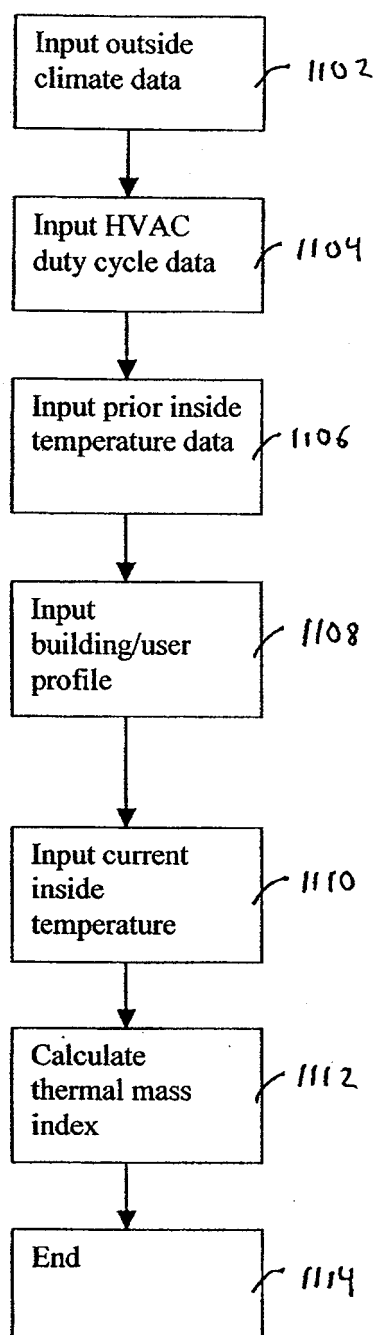 Input outside
climate data
1102
Input HVAC
duty cycle data
1104
Input prior inside
temperature data
1106
Input
building/user
profile
1108
Input current
inside
temperature
1110
Calculate
thermal mass
index
1112
End
1114